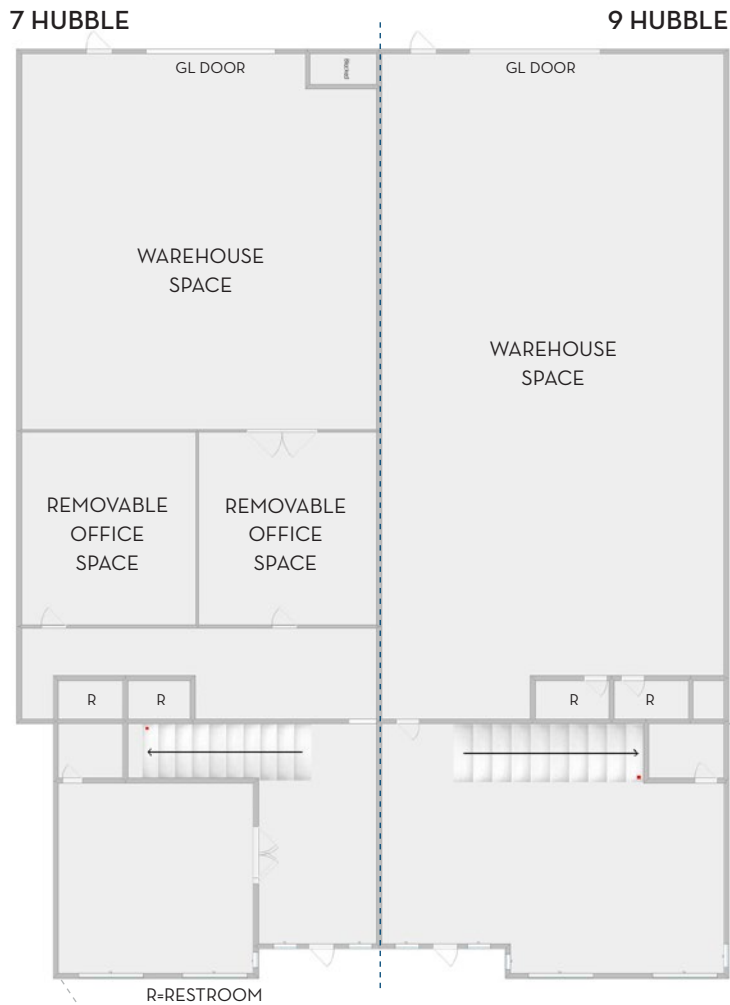 7 HUBBLE
9 HUBBLE
GL DOOR
GL DOOR
WAREHOUSE
SPACE
WAREHOUSE
SPACE
REMOVABLE
OFFICE
SPACE
REMOVABLE
OFFICE
SPACE
R
R
R
R
R=RESTROOM